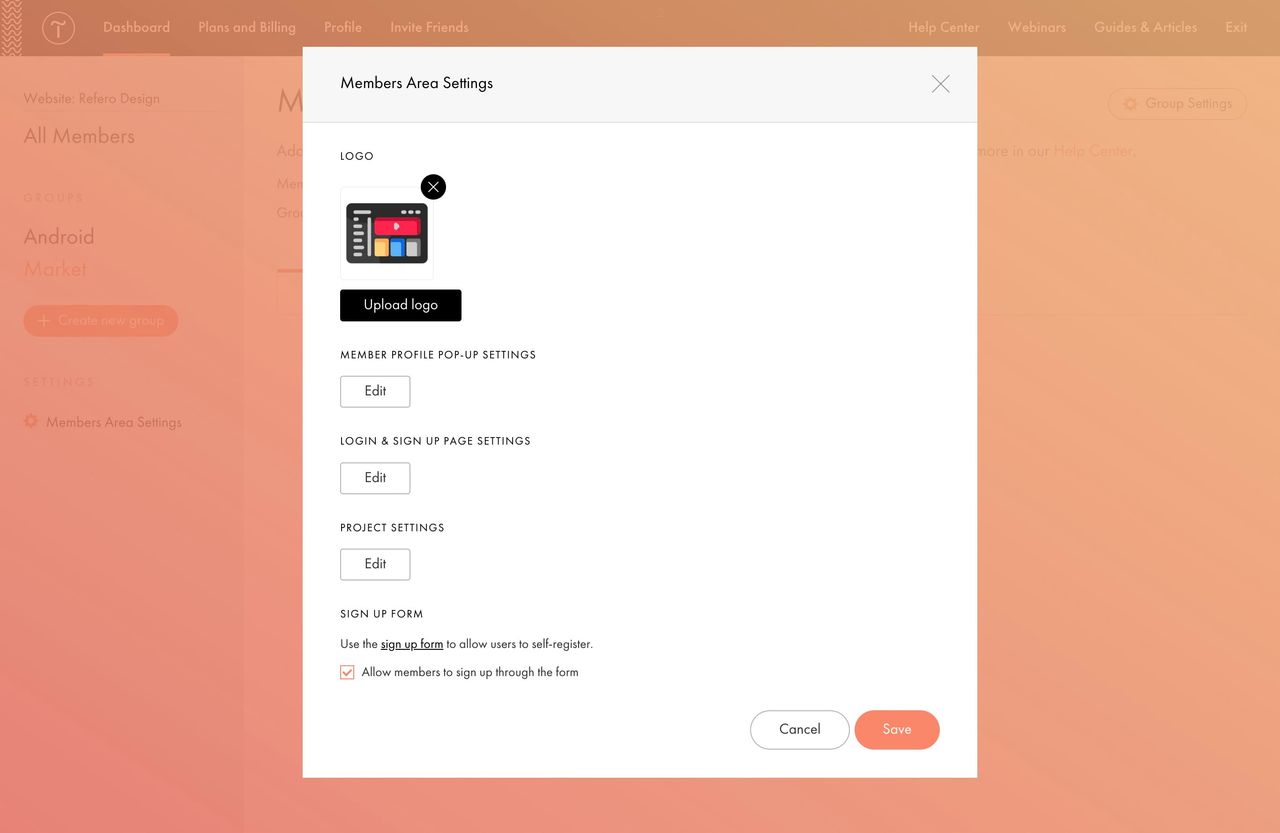 Dashboard
Plans and Billing
Profile
Invite Friends
Help Center
Webinars
Guides & Articles
Exit
Website: Refero Design
All Members
GROUPS
Android
Market
Create new group
SETTINGS
Members Area Settings
Group Settings
more in our Help Center.
Members Area Settings
LOGO
Upload logo
MEMBER PROFILE POP-UP SETTINGS
Edit
LOGIN & SIGN UP PAGE SETTINGS
Edit
PROJECT SETTINGS
Edit
SIGN UP FORM
Use the sign up form to allow users to self-register.
Allow members to sign up through the form
Cancel
Save